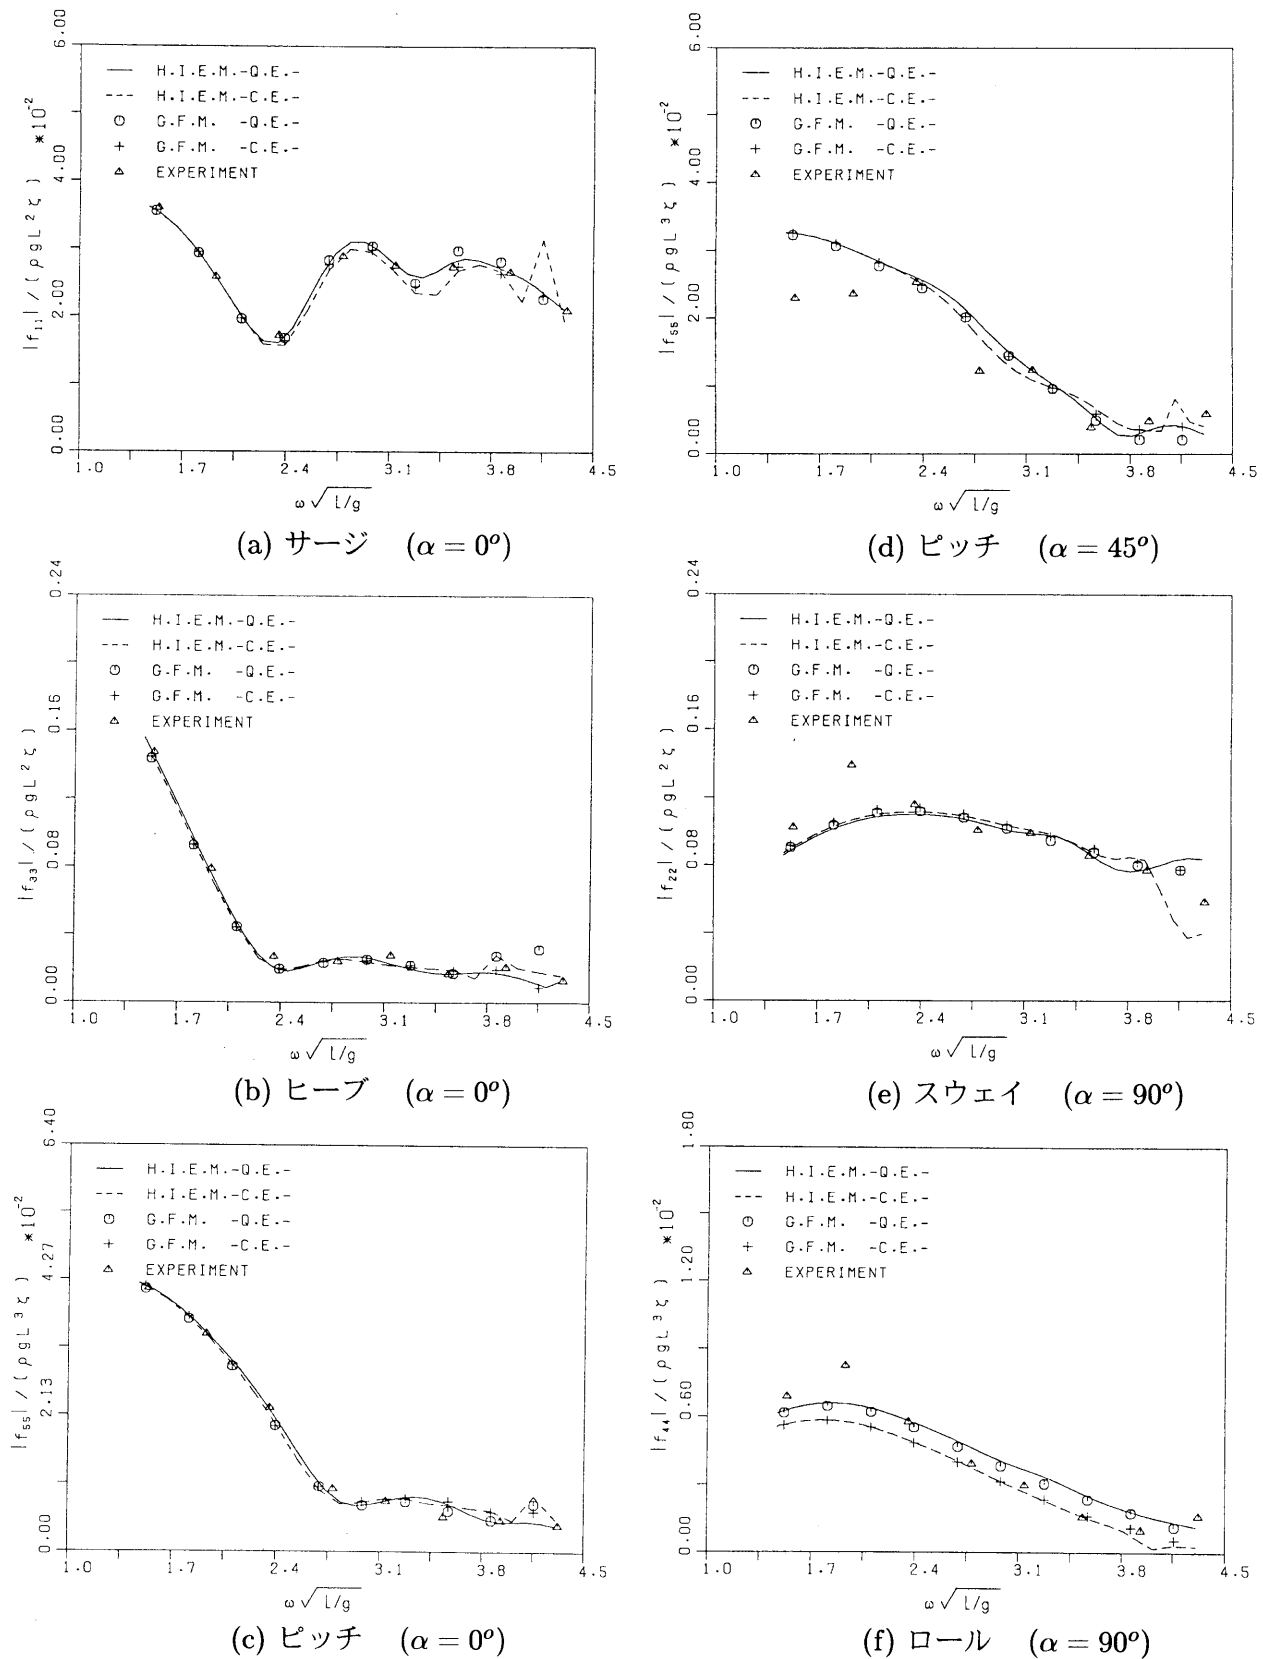 6.00
4.00
2.00
0.00
|f₁₁| / ( ρ g L ² ζ ) *10⁻²
H.I.E.M.-Q.E.-
H.I.E.M.-C.E.-
G.F.M. -Q.E.-
G.F.M. -C.E.-
EXPERIMENT
1.0 1.7 2.4 3.1 3.8 4.5
ω√l/g
(a) サージ (α = 0°)
0.24
0.16
0.08
0.00
|f₃₃| / ( ρ g L ² ζ )
H.I.E.M.-Q.E.-
H.I.E.M.-C.E.-
G.F.M. -Q.E.-
G.F.M. -C.E.-
EXPERIMENT
1.0 1.7 2.4 3.1 3.8 4.5
ω√l/g
(b) ヒーブ (α = 0°)
6.40
4.27
2.13
0.00
|f₅₅| / ( ρ g L ³ ζ ) *10⁻²
H.I.E.M.-Q.E.-
H.I.E.M.-C.E.-
G.F.M. -Q.E.-
G.F.M. -C.E.-
EXPERIMENT
1.0 1.7 2.4 3.1 3.8 4.5
ω√l/g
(c) ピッチ (α = 0°)
6.00
4.00
2.00
0.00
|f₅₅| / ( ρ g L ³ ζ ) *10⁻²
H.I.E.M.-Q.E.-
H.I.E.M.-C.E.-
G.F.M. -Q.E.-
G.F.M. -C.E.-
EXPERIMENT
1.0 1.7 2.4 3.1 3.8 4.5
ω√l/g
(d) ピッチ (α = 45°)
0.24
0.16
0.08
0.00
|f₂₂| / ( ρ g L ² ζ )
H.I.E.M.-Q.E.-
H.I.E.M.-C.E.-
G.F.M. -Q.E.-
G.F.M. -C.E.-
EXPERIMENT
1.0 1.7 2.4 3.1 3.8 4.5
ω√l/g
(e) スウェイ (α = 90°)
1.80
1.20
0.60
0.00
|f₄₄| / ( ρ g L ³ ζ ) *10⁻²
H.I.E.M.-Q.E.-
H.I.E.M.-C.E.-
G.F.M. -Q.E.-
G.F.M. -C.E.-
EXPERIMENT
1.0 1.7 2.4 3.1 3.8 4.5
ω√l/g
(f) ロール (α = 90°)